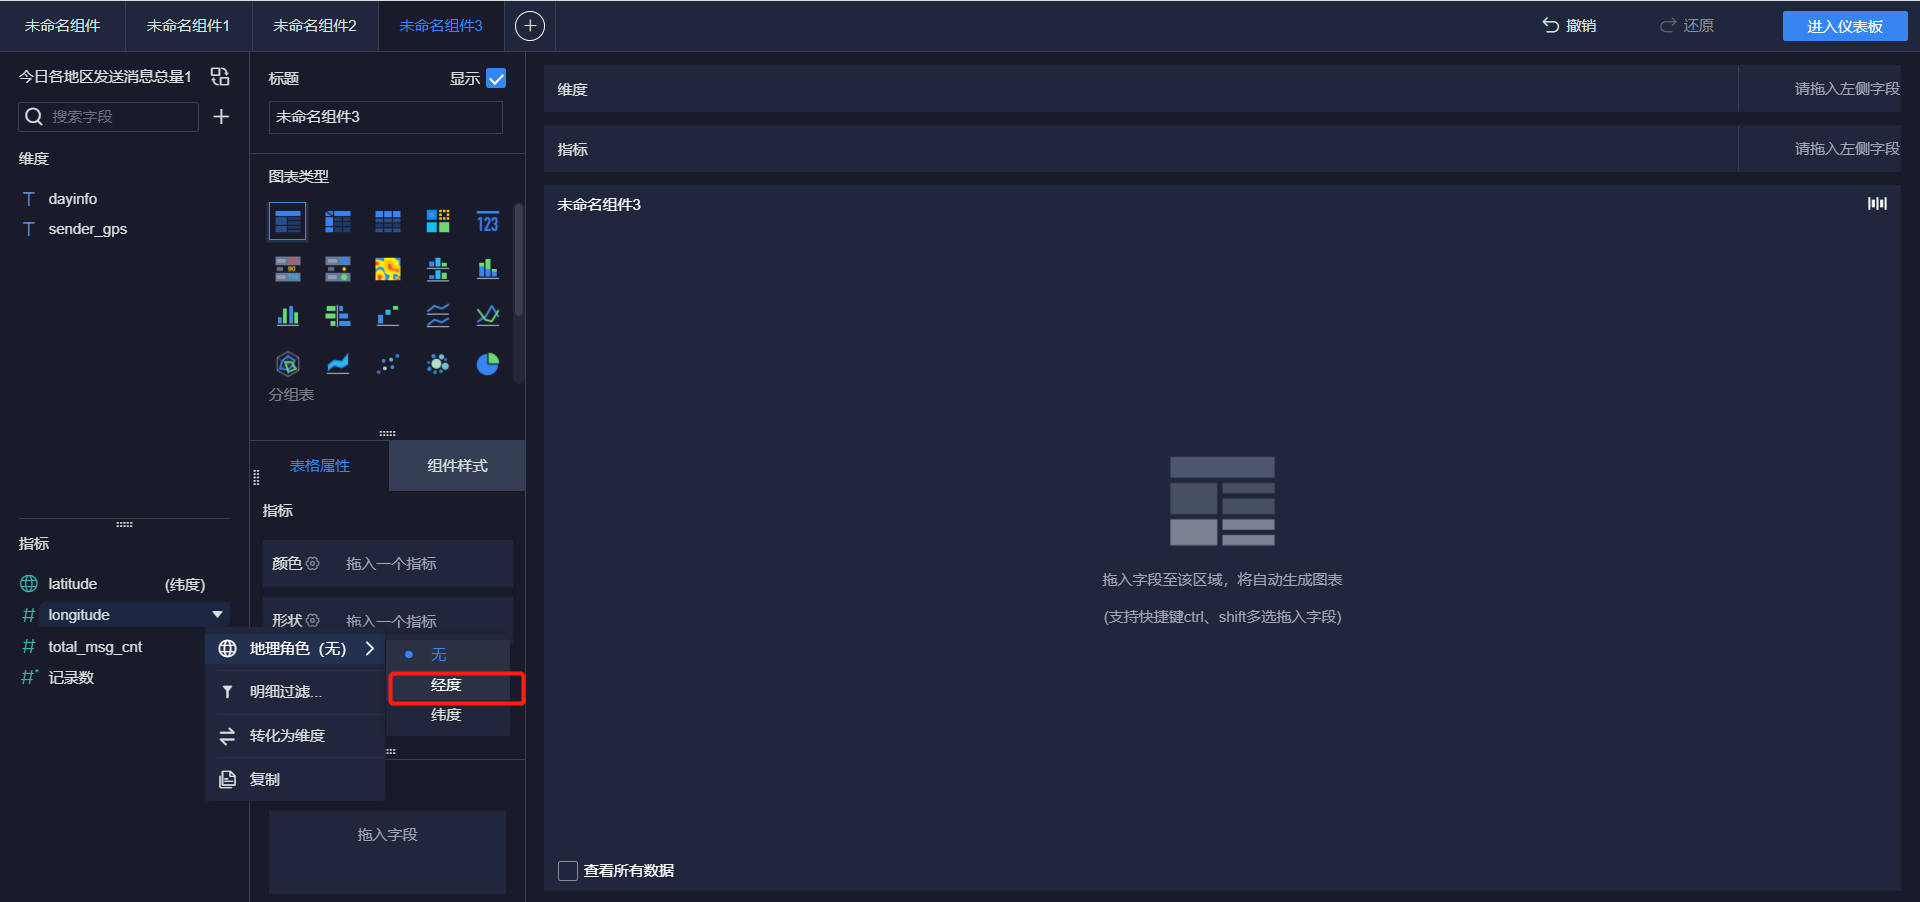 未命名组件
未命名组件1
未命名组件2
未命名组件3
撤销
还原
进入仪表板
今日各地区发送消息总量1
搜索字段
维度
dayinfo
sender_gps
指标
latitude
(纬度)
longitude
total_msg_cnt
记录数
地理角色（无）
明细过滤...
转化为维度
复制
无
经度
纬度
标题
显示
未命名组件3
图表类型
123
90
分组表
表格属性
组件样式
指标
颜色
拖入一个指标
形状
拖入一个指标
拖入字段
维度
请拖入左侧字段
指标
请拖入左侧字段
未命名组件3
拖入字段至该区域，将自动生成图表
(支持快捷键ctrl、shift多选拖入字段)
查看所有数据